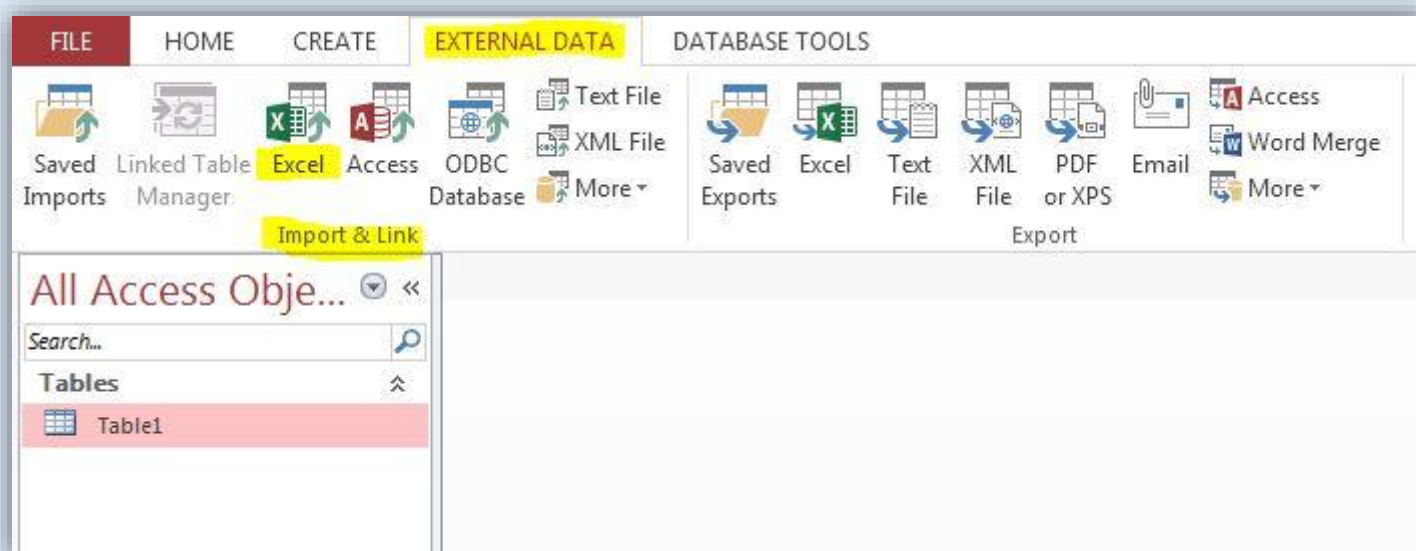 FILE HOME CREATE EXTERNAL DATA DATABASE TOOLS
Saved Imports
Linked Table Manager
Excel
Access
ODBC Database
Text File
XML File
More
Import & Link
Saved Exports
Excel
Text File
XML File
PDF or XPS
Email
Access
Word Merge
More
Export
All Access Obje...
Search...
Tables
Table1